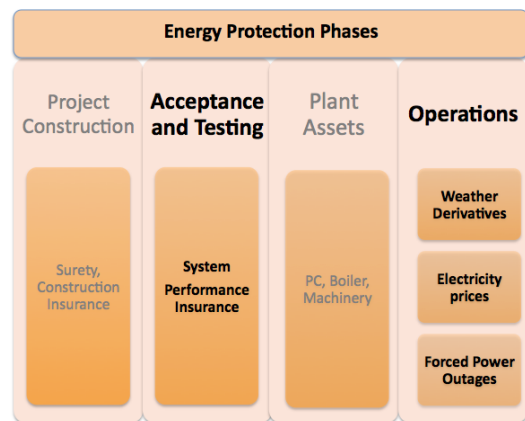 Energy Protection Phases
Project
Construction
Surety,
Construction
Insurance
Acceptance
and Testing
System
Performance
Insurance
Plant
Assets
PC, Boiler,
Machinery
Operations
Weather
Derivatives
Electricity
prices
Forced Power
Outages